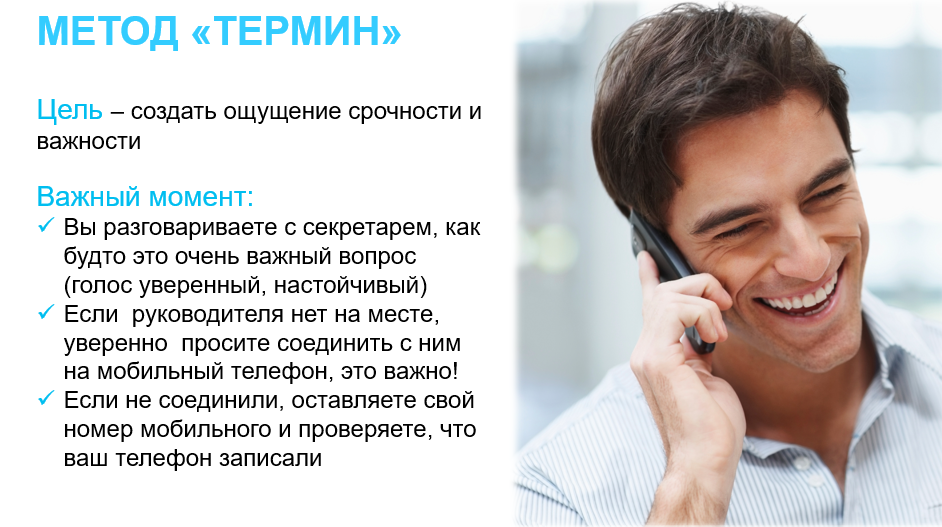 МЕТОД «ТЕРМИН»
Цель – создать ощущение срочности и
важности
Важный момент:
✓ Вы разговариваете с секретарем, как
будто это очень важный вопрос
(голос уверенный, настойчивый)
✓ Если руководителя нет на месте,
уверенно просите соединить с ним
на мобильный телефон, это важно!
✓ Если не соединили, оставляете свой
номер мобильного и проверяете, что
ваш телефон записали